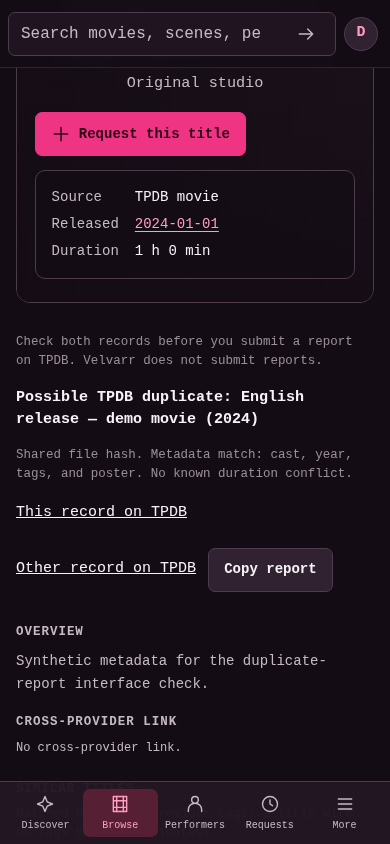 Search movies, scenes, pe
D
Original studio
Request this title
Source TPDB movie
Released 2024-01-01
Duration 1 h 0 min
Check both records before you submit a report
on TPDB. Velvarr does not submit reports.
Possible TPDB duplicate: English
release — demo movie (2024)
Shared file hash. Metadata match: cast, year,
tags, and poster. No known duration conflict.
This record on TPDB
Other record on TPDB
Copy report
OVERVIEW
Synthetic metadata for the duplicate-
report interface check.
CROSS-PROVIDER LINK
No cross-provider link.
SIMILAR TITLES
Discover
Browse
Performers
Requests
More